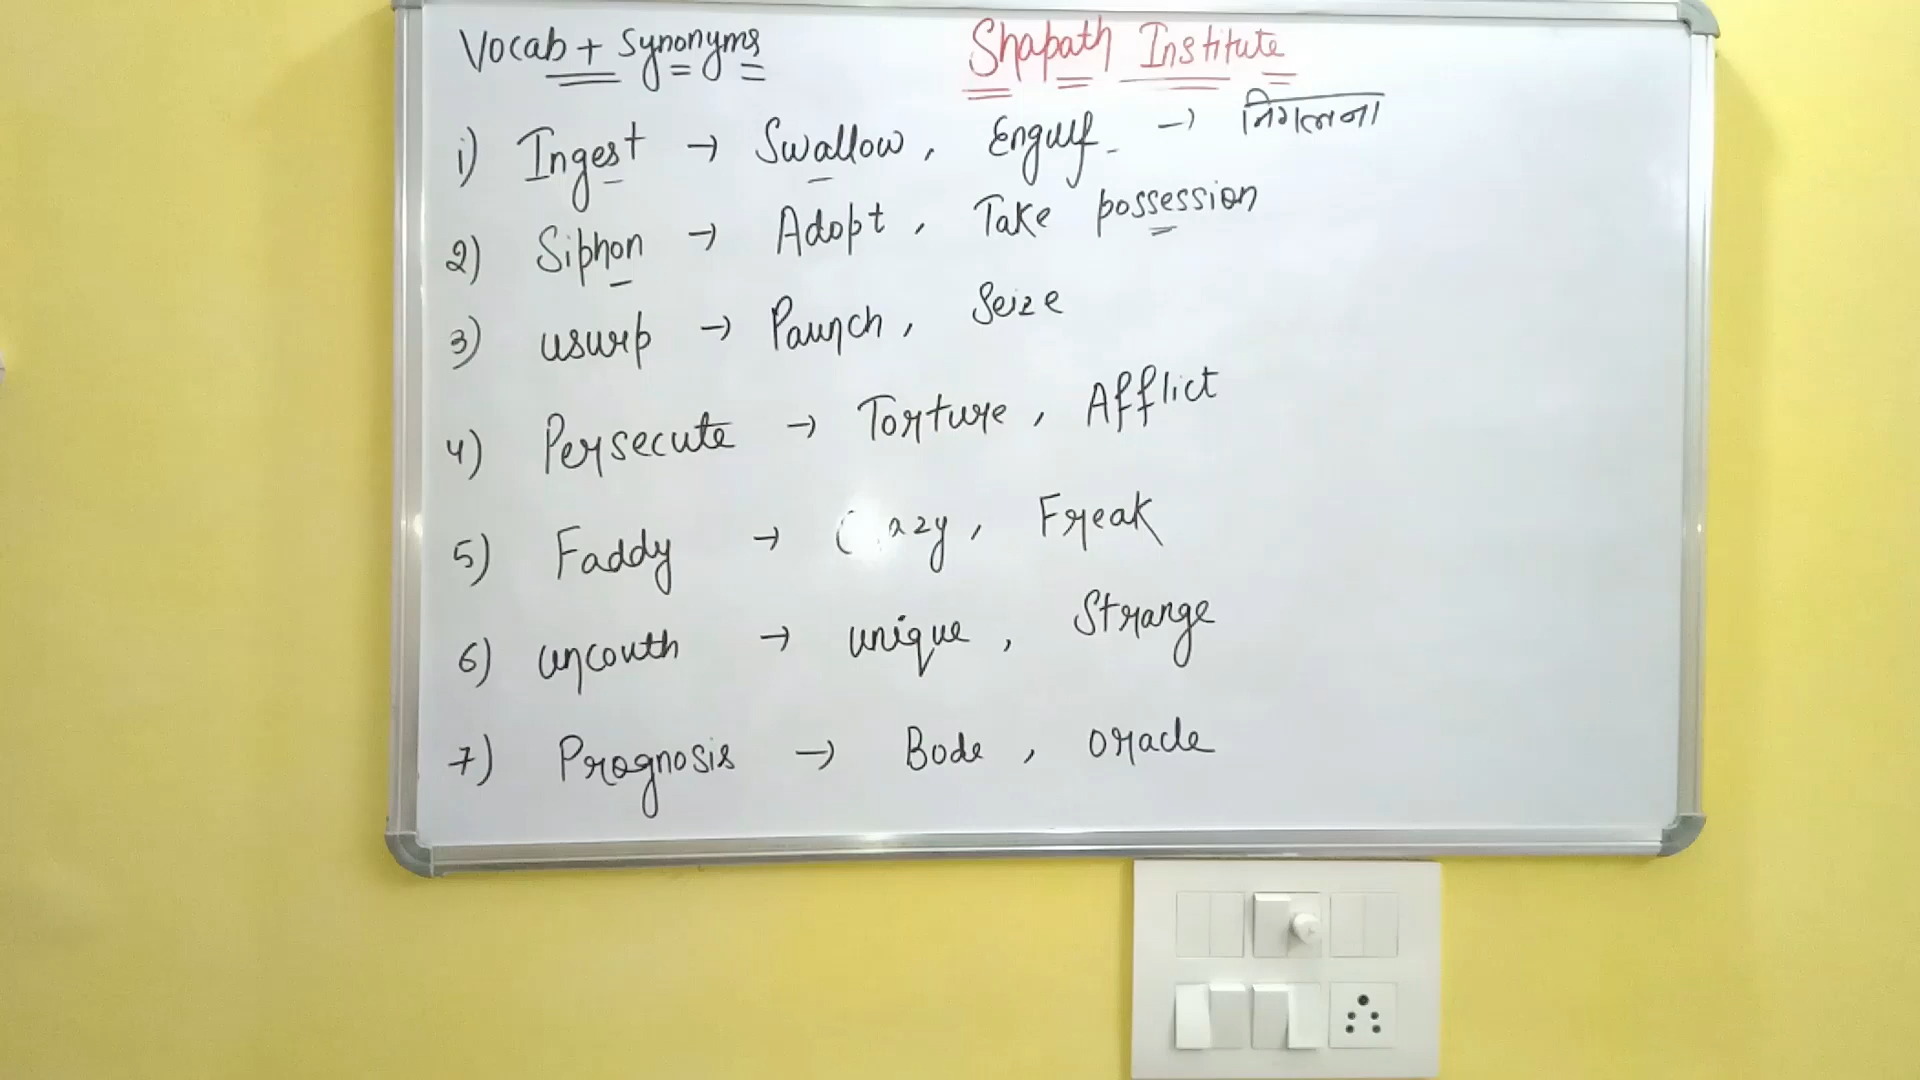 Vocab + Synonyms Shapath Institute
1) Ingest → Swallow, Engulf → निगलना
2) Siphon → Adopt, Take possession
3) usurp → Paunch, Seize
4) Persecute → Torture, Afflict
5) Faddy → Crazy, Freak
6) uncouth → unique, Strange
7) Prognosis → Bode, oracle